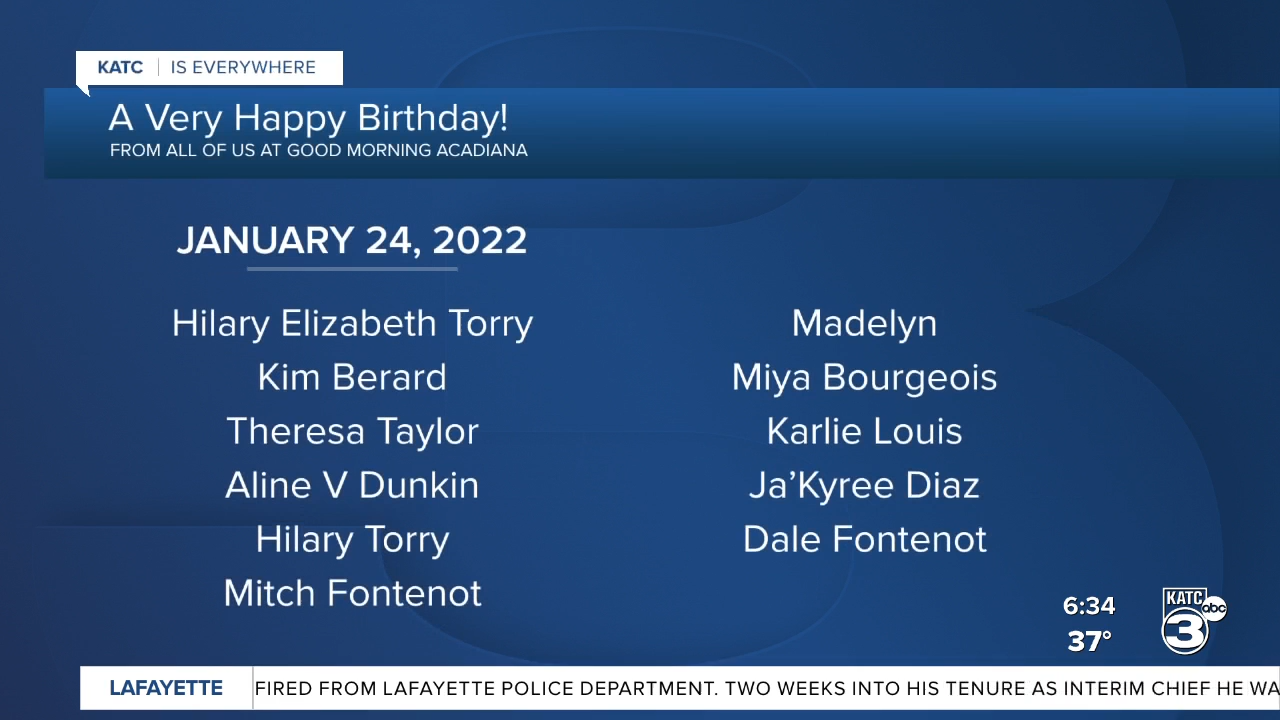 KATC | IS EVERYWHERE
A Very Happy Birthday!
FROM ALL OF US AT GOOD MORNING ACADIANA
JANUARY 24, 2022
Hilary Elizabeth Torry
Kim Berard
Theresa Taylor
Aline V Dunkin
Hilary Torry
Mitch Fontenot
Madelyn
Miya Bourgeois
Karlie Louis
Ja’Kyree Diaz
Dale Fontenot
6:34
37°
KATC
abc
3
LAFAYETTE
FIRED FROM LAFAYETTE POLICE DEPARTMENT. TWO WEEKS INTO HIS TENURE AS INTERIM CHIEF HE WA